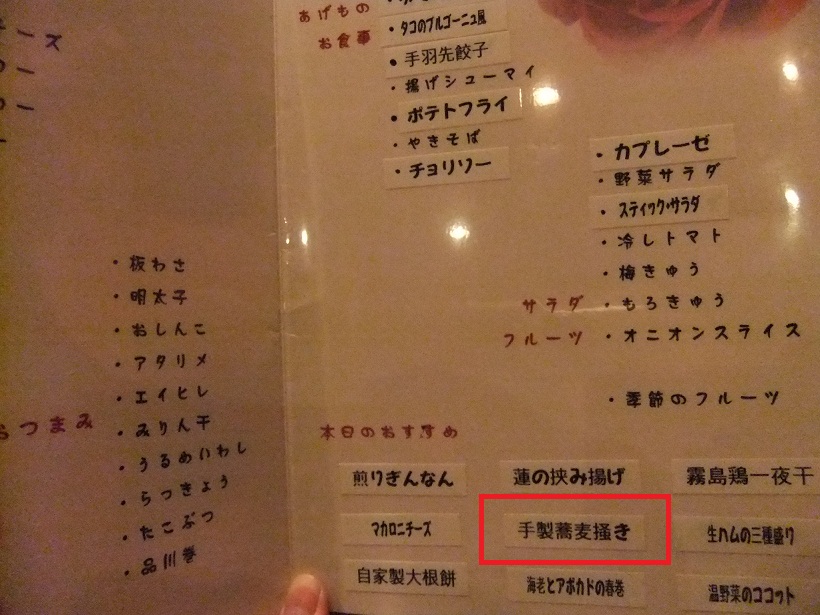 おつまみ
・板わさ
・明太子
・おしんこ
・アタリメ
・エイヒレ
・みりん干
・うるめいわし
・らっきょう
・たこぶつ
・品川巻
あげもの
お食事
・タコのブルゴーニュ風
・手羽先餃子
・揚げシューマイ
・ポテトフライ
・やきそば
・チョリソー
サラダ
フルーツ
・カプレーゼ
・野菜サラダ
・スティック・サラダ
・冷しトマト
・梅きゅう
・もろきゅう
・オニオンスライス
・季節のフルーツ
本日のおすすめ
煎りぎんなん
蓮の挟み揚げ
霧島鶏一夜干
マカロニチーズ
手製蕎麦掻き
生ハムの三種盛り
自家製大根餅
海老とアボカドの春巻
温野菜のココット